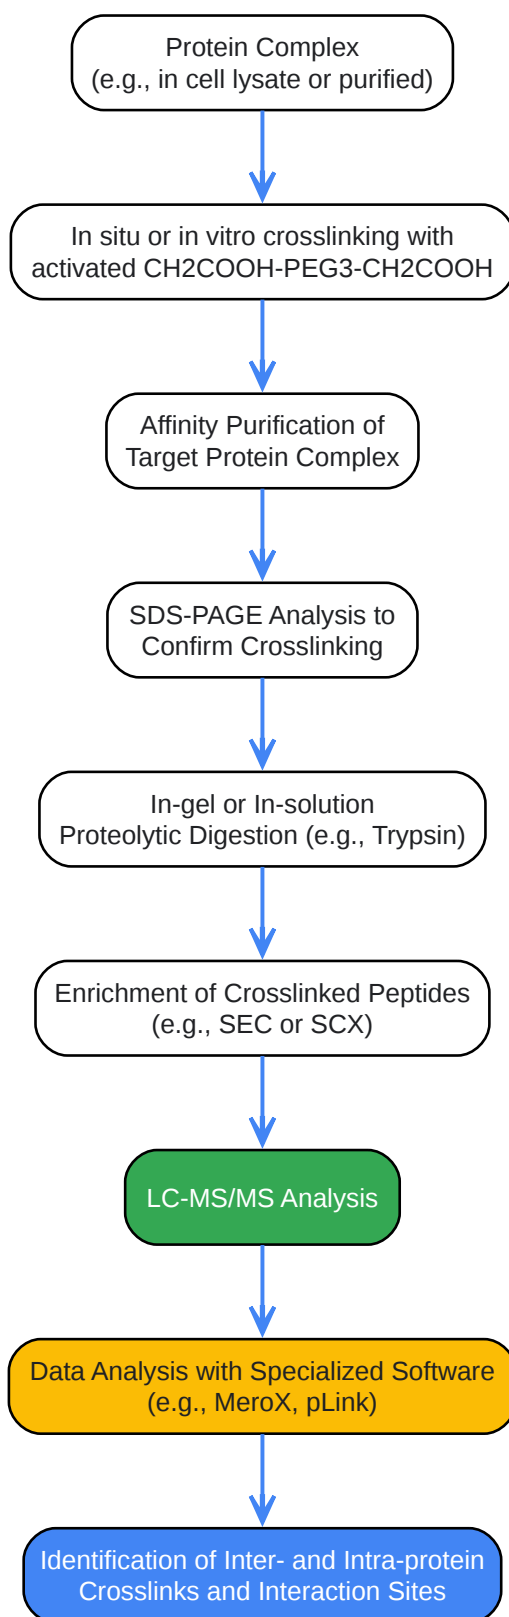 Protein Complex
(e.g., in cell lysate or purified)
In situ or in vitro crosslinking with
activated CH2COOH-PEG3-CH2COOH
Affinity Purification of
Target Protein Complex
SDS-PAGE Analysis to
Confirm Crosslinking
In-gel or In-solution
Proteolytic Digestion (e.g., Trypsin)
Enrichment of Crosslinked Peptides
(e.g., SEC or SCX)
LC-MS/MS Analysis
Data Analysis with Specialized Software
(e.g., MeroX, pLink)
Identification of Inter- and Intra-protein
Crosslinks and Interaction Sites